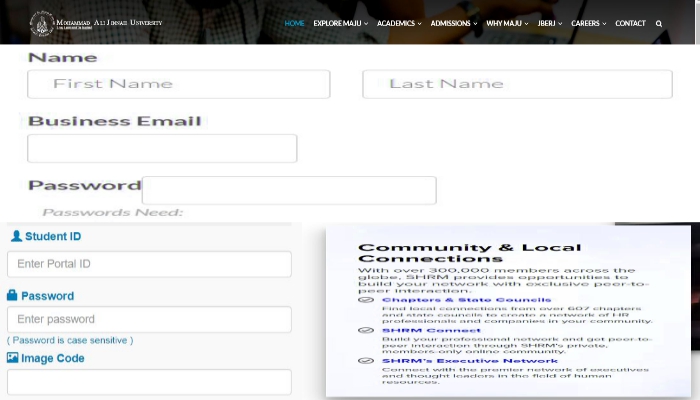 Mohammad Ali Jinnah University
HOME EXPLORE MAJU ACADEMICS ADMISSIONS WHY MAJU JBERJ CAREERS CONTACT
Name
First Name Last Name
Business Email
Password
Passwords Need:
Student ID
Enter Portal ID
Password
Enter password
( Password is case sensitive )
Image Code
Community & Local
Connections
With over 300,000 members across the
globe, SHRM provides opportunities to
build your network with exclusive peer-to-
peer interaction.
Chapters & State Councils
Find local connections from over 607 chapters
and state councils to create a network of HR
professionals and companies in your community.
SHRM Connect
Build your professional network and get peer-to-
peer interaction through SHRM's private,
members-only online community.
SHRM's Executive Network
Connect with the premier network of executives
and thought leaders in the field of human
resources.